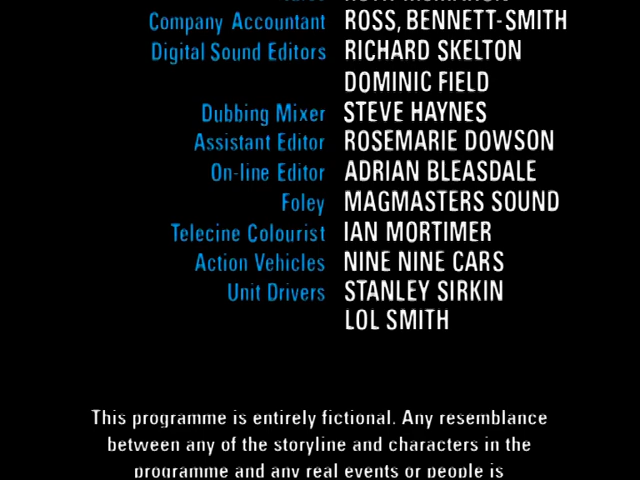 Company Accountant ROSS, BENNETT-SMITH
Digital Sound Editors RICHARD SKELTON
DOMINIC FIELD
Dubbing Mixer STEVE HAYNES
Assistant Editor ROSEMARIE DOWSON
On-line Editor ADRIAN BLEASDALE
Foley MAGMASTERS SOUND
Telecine Colourist IAN MORTIMER
Action Vehicles NINE NINE CARS
Unit Drivers STANLEY SIRKIN
LOL SMITH
This programme is entirely fictional. Any resemblance
between any of the storyline and characters in the
programme and any real events or people is